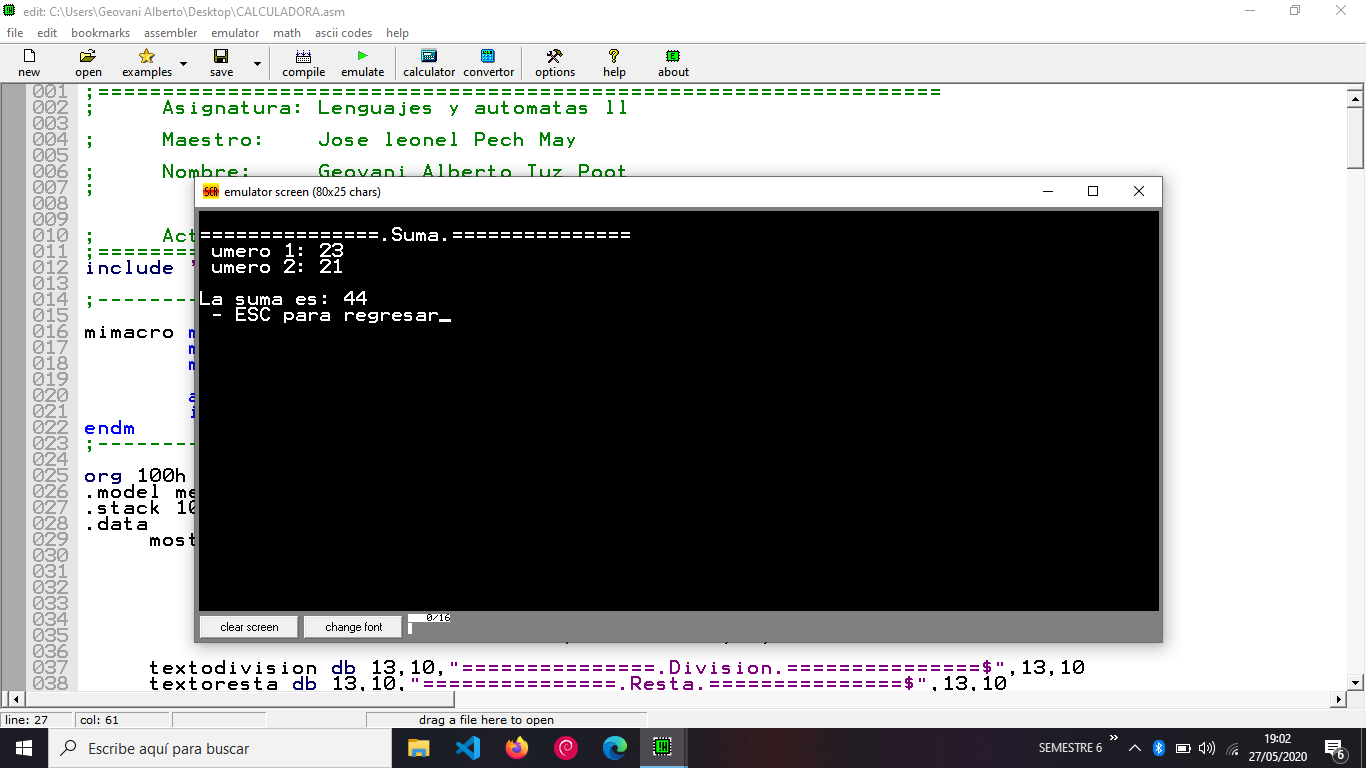 edit: C:\Users\Geovani Alberto\Desktop\CALCULADORA.asm
file edit bookmarks assembler emulator math ascii codes help
new open examples save compile emulate calculator convertor options help about
001 ;=================================================================
002 ; Asignatura: Lenguajes y automatas ll
003
004 ; Maestro: Jose leonel Pech May
005
006 ; Nombre: Geovani Alberto Iuz Poot
007 ;
008
009
010 ; Act
011 ;========
012 include '
013
014 ;--------
015
016 mimacro m
017 m
018 m
019
020 a
021 i
022 endm
023 ;--------
024
025 org 100h
026 .model me
027 .stack 10
028 .data
029 most
030
031
032
033
034
035
036
037 textodivision db 13,10,"===============.Division.===============$",13,10
038 textoresta db 13,10,"===============.Resta.===============$",13,10
emulator screen (80x25 chars)
===============.Suma.===============
umero 1: 23
umero 2: 21
La suma es: 44
- ESC para regresar_
clear screen change font 0/16
line: 27 col: 61 drag a file here to open
Escribe aquí para buscar
SEMESTRE 6 »
19:02
27/05/2020
6